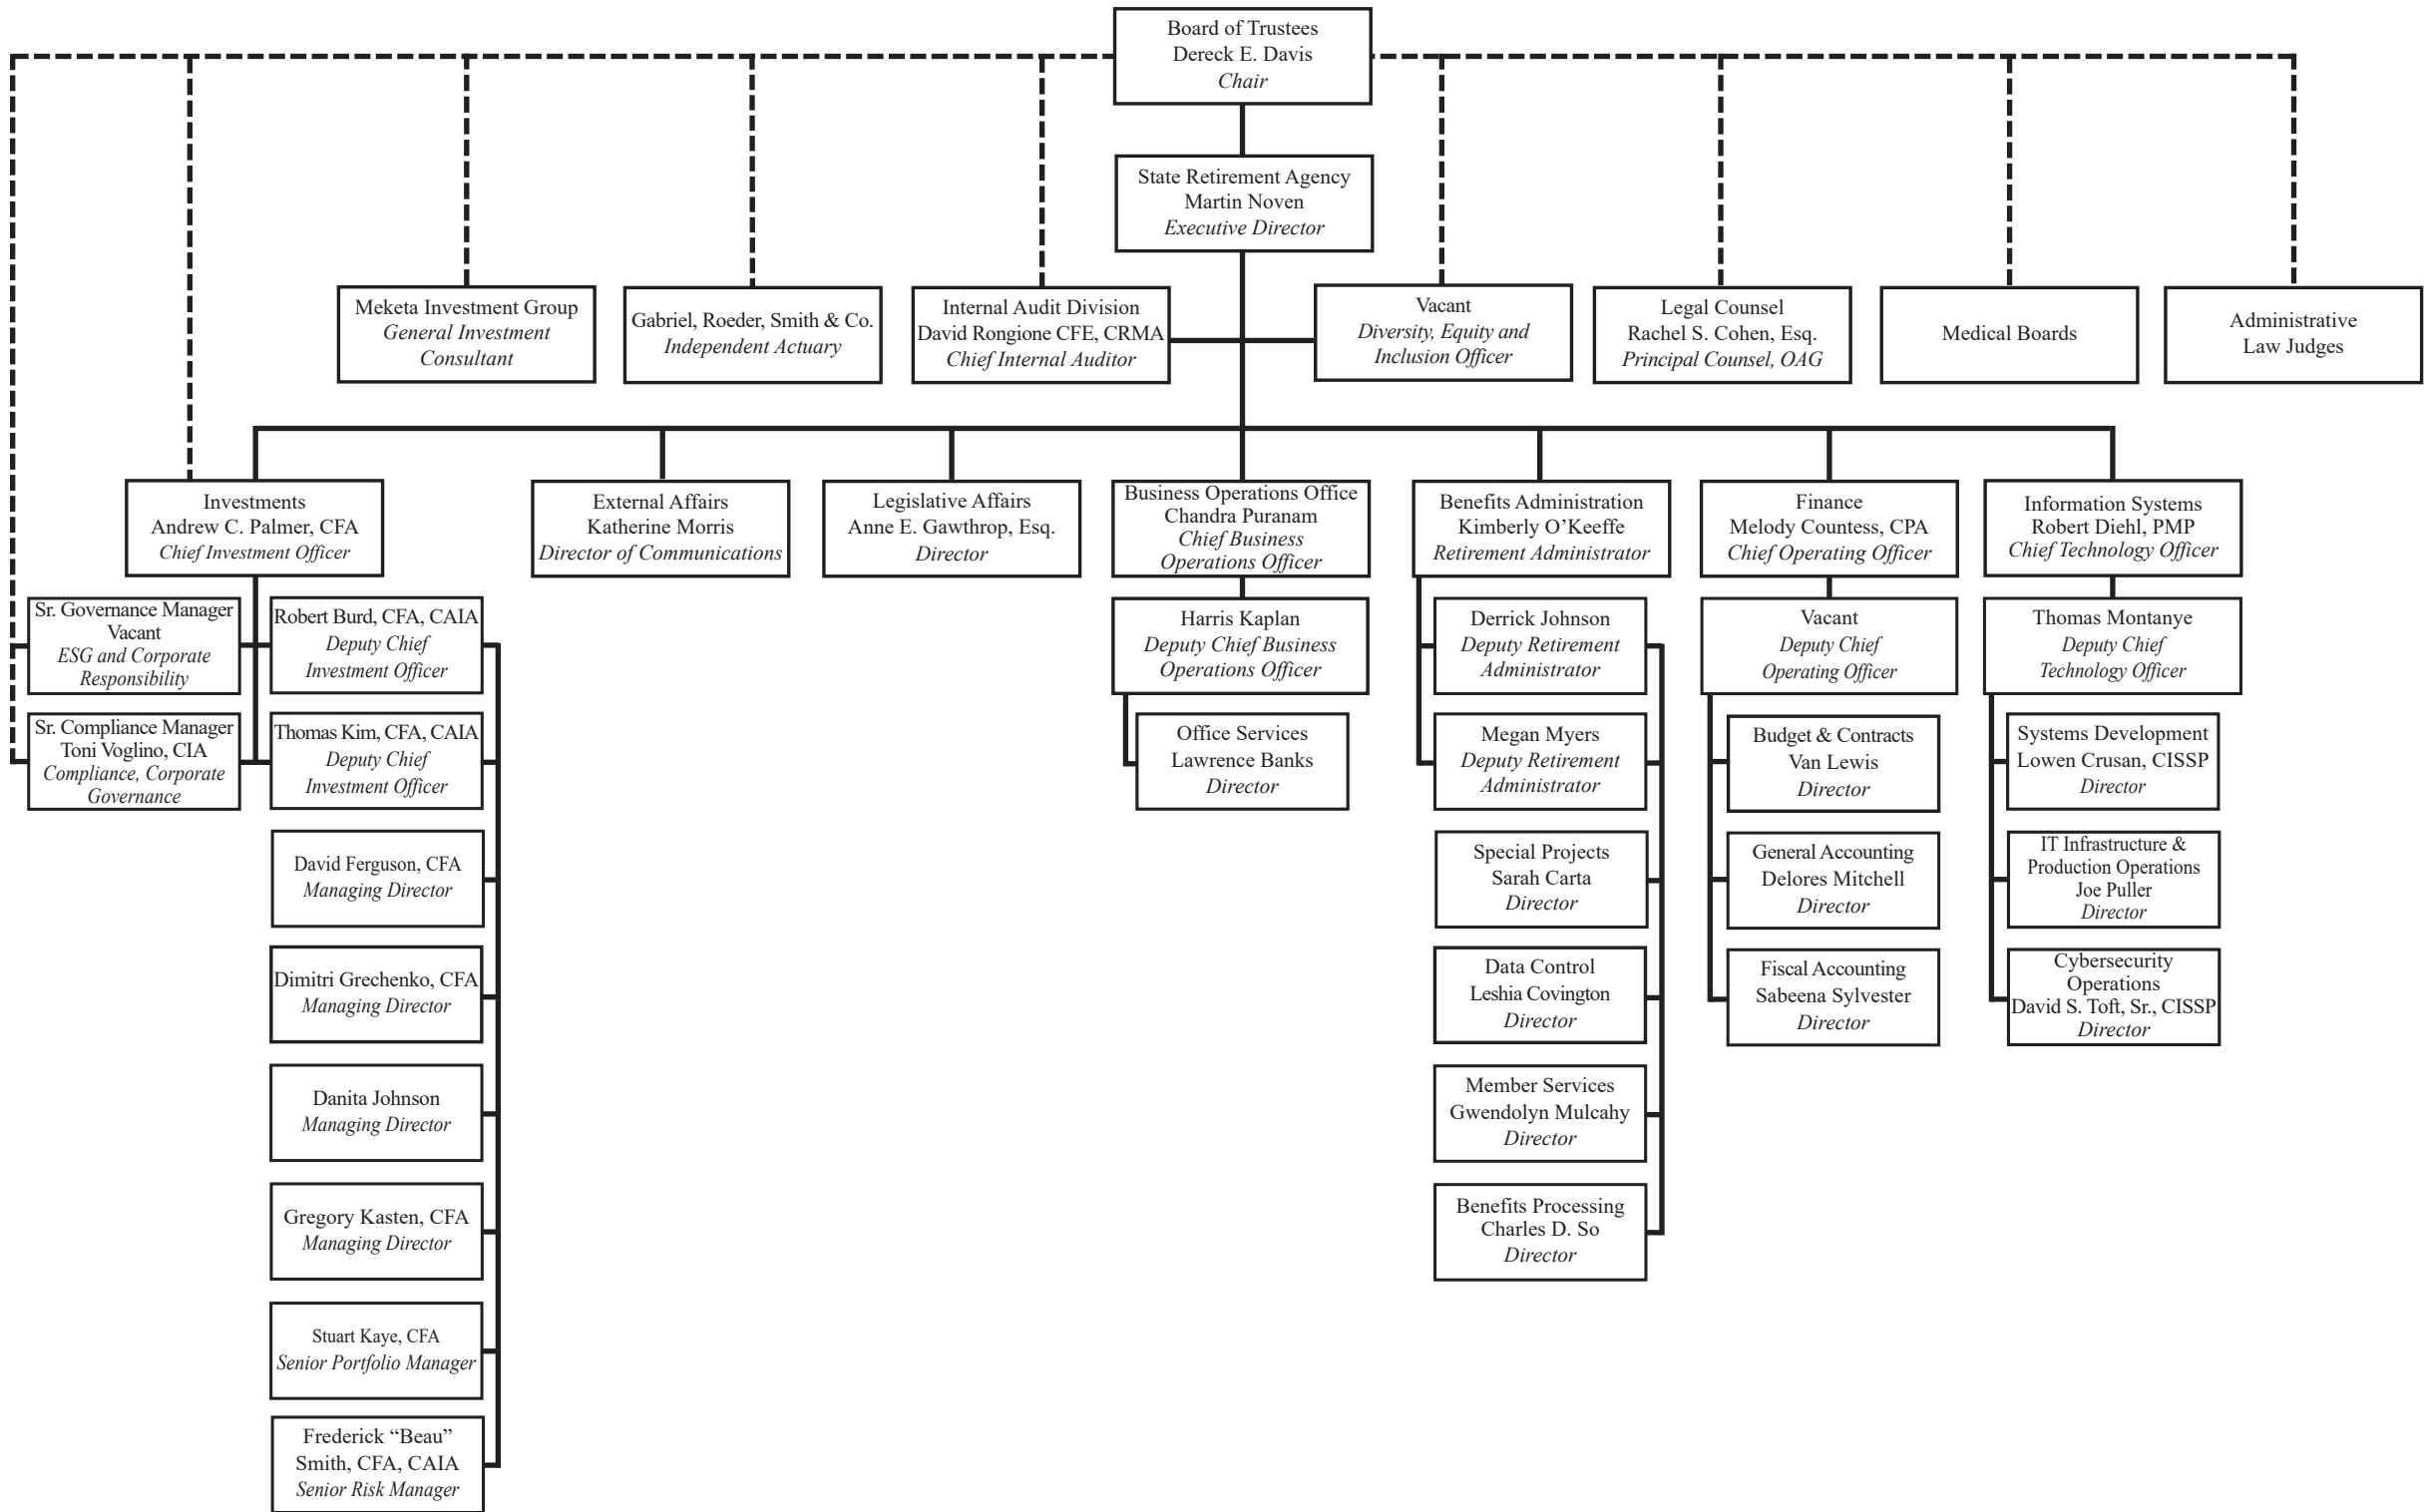 Board of Trustees
Dereck E. Davis
Chair
State Retirement Agency
Martin Noven
Executive Director
Meketa Investment Group
General Investment
Consultant
Gabriel, Roeder, Smith & Co.
Independent Actuary
Internal Audit Division
David Rongione CFE, CRMA
Chief Internal Auditor
Vacant
Diversity, Equity and
Inclusion Officer
Legal Counsel
Rachel S. Cohen, Esq.
Principal Counsel, OAG
Medical Boards
Administrative
Law Judges
Investments
Andrew C. Palmer, CFA
Chief Investment Officer
External Affairs
Katherine Morris
Director of Communications
Legislative Affairs
Anne E. Gawthrop, Esq.
Director
Business Operations Office
Chandra Puranam
Chief Business
Operations Officer
Benefits Administration
Kimberly O’Keeffe
Retirement Administrator
Finance
Melody Countess, CPA
Chief Operating Officer
Information Systems
Robert Diehl, PMP
Chief Technology Officer
Sr. Governance Manager
Vacant
ESG and Corporate
Responsibility
Sr. Compliance Manager
Toni Voglino, CIA
Compliance, Corporate
Governance
Robert Burd, CFA, CAIA
Deputy Chief
Investment Officer
Thomas Kim, CFA, CAIA
Deputy Chief
Investment Officer
David Ferguson, CFA
Managing Director
Dimitri Grechenko, CFA
Managing Director
Danita Johnson
Managing Director
Gregory Kasten, CFA
Managing Director
Stuart Kaye, CFA
Senior Portfolio Manager
Frederick “Beau”
Smith, CFA, CAIA
Senior Risk Manager
Harris Kaplan
Deputy Chief Business
Operations Officer
Office Services
Lawrence Banks
Director
Derrick Johnson
Deputy Retirement
Administrator
Megan Myers
Deputy Retirement
Administrator
Special Projects
Sarah Carta
Director
Data Control
Leshia Covington
Director
Member Services
Gwendolyn Mulcahy
Director
Benefits Processing
Charles D. So
Director
Vacant
Deputy Chief
Operating Officer
Budget & Contracts
Van Lewis
Director
General Accounting
Delores Mitchell
Director
Fiscal Accounting
Sabeena Sylvester
Director
Thomas Montanye
Deputy Chief
Technology Officer
Systems Development
Lowen Crusan, CISSP
Director
IT Infrastructure &
Production Operations
Joe Puller
Director
Cybersecurity
Operations
David S. Toft, Sr., CISSP
Director